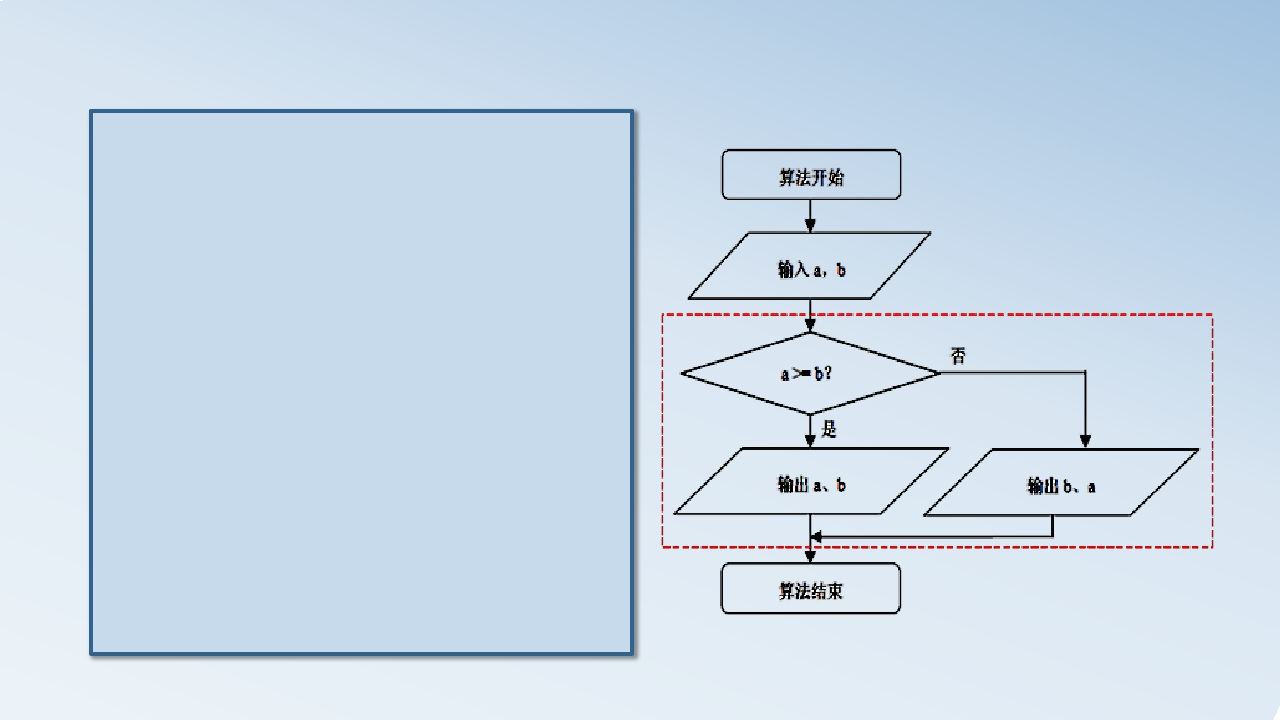 算法开始
输入 a，b
a >= b?
否
是
输出 a、b
输出 b、a
算法结束